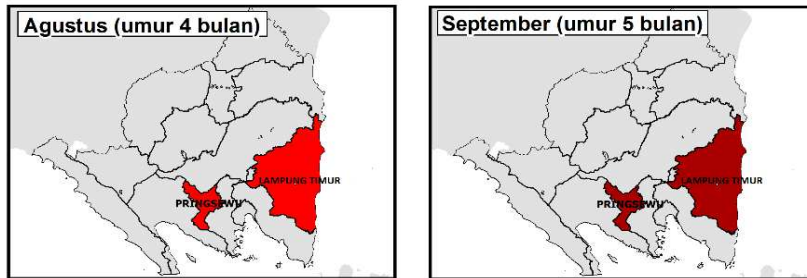 Agustus (umur 4 bulan)
LAMPUNG TIMUR
PRINGSEWU
September (umur 5 bulan)
LAMPUNG TIMUR
PRINGSEWU